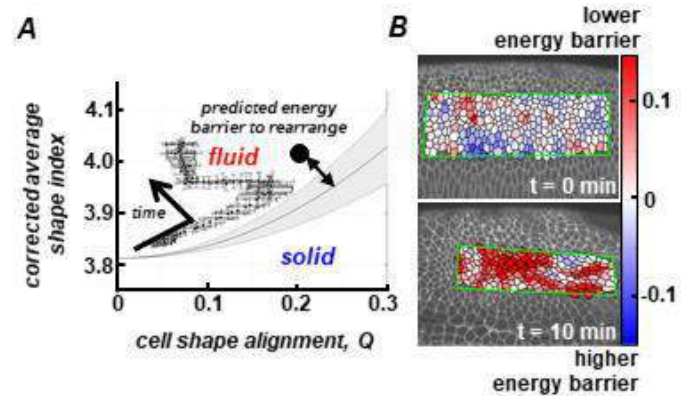 A
corrected average
shape index
4.1
4.0
3.9
3.8
predicted energy
barrier to rearrange
fluid
time
solid
0
0.1
0.2
0.3
cell shape alignment, Q
B
lower
energy barrier
t = 0 min
t = 10 min
0.1
0
-0.1
higher
energy barrier